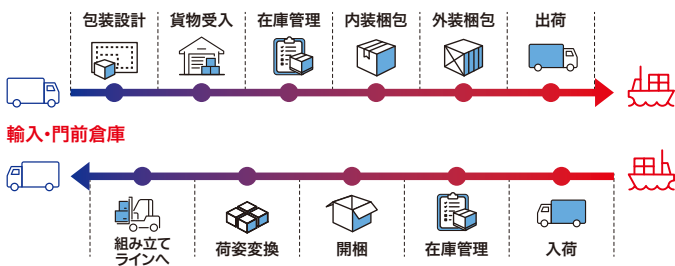 包装設計
貨物受入
在庫管理
内装梱包
外装梱包
出荷
輸入・門前倉庫
組み立て
ラインへ
荷姿変換
開梱
在庫管理
入荷